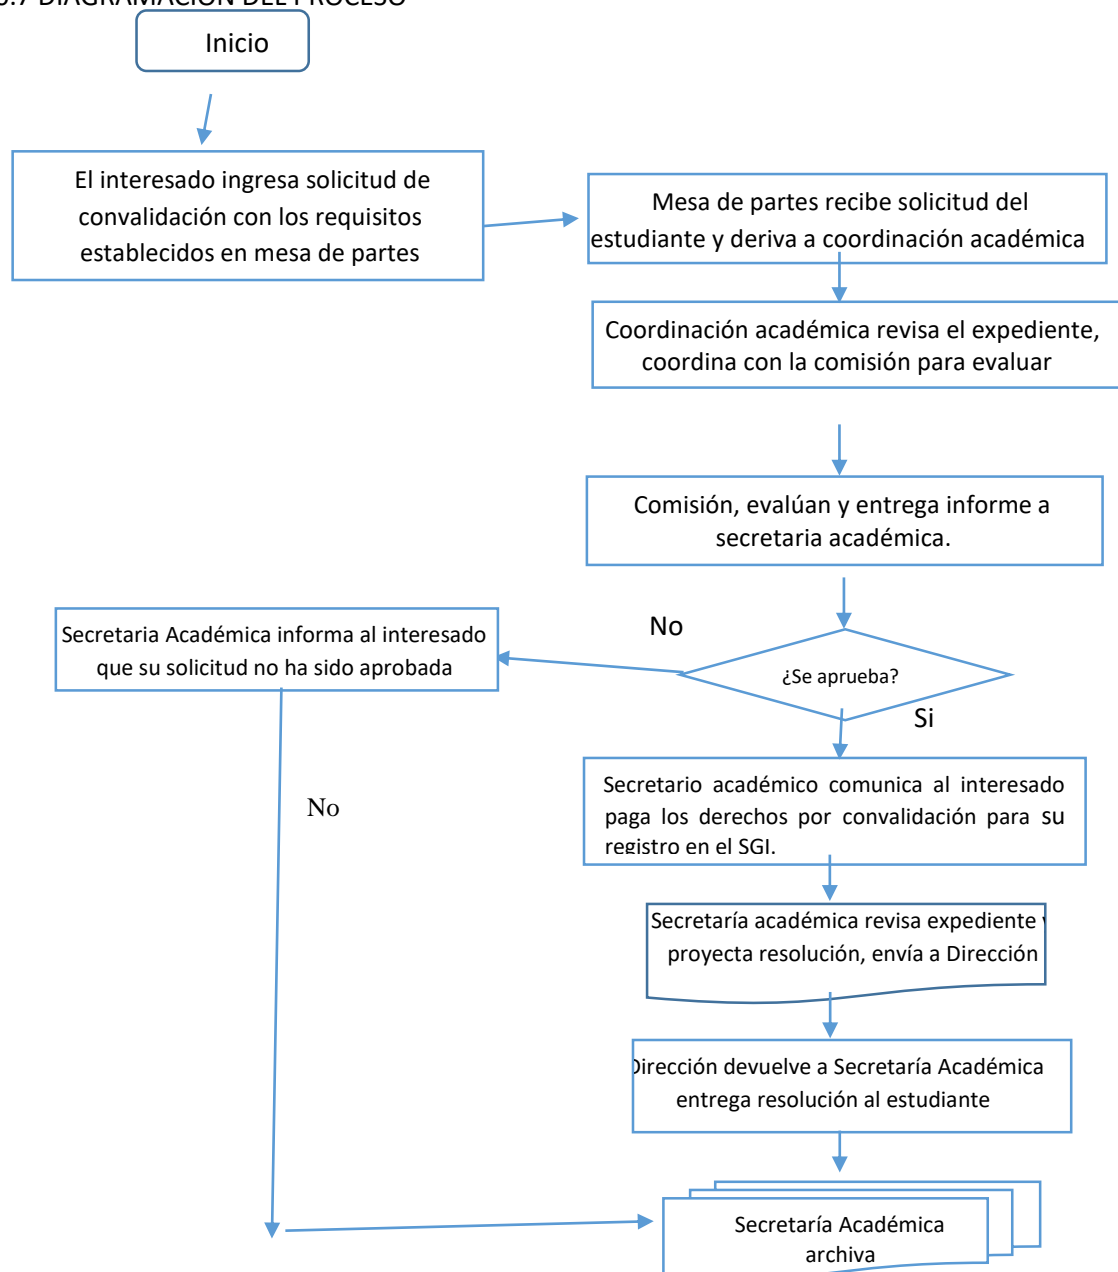 DIAGRAMACIÓN DEL PROCESO
Inicio
El interesado ingresa solicitud de
convalidación con los requisitos
establecidos en mesa de partes
Mesa de partes recibe solicitud del
estudiante y deriva a coordinación académica
Coordinación académica revisa el expediente,
coordina con la comisión para evaluar
Comisión, evalúan y entrega informe a
secretaria académica.
No
Secretaria Académica informa al interesado
que su solicitud no ha sido aprobada
¿Se aprueba?
Si
Secretario académico comunica al interesado
paga los derechos por convalidación para su
registro en el SGI.
No
Secretaría académica revisa expediente
proyecta resolución, envía a Dirección
Dirección devuelve a Secretaría Académica
entrega resolución al estudiante
Secretaría Académica
archiva